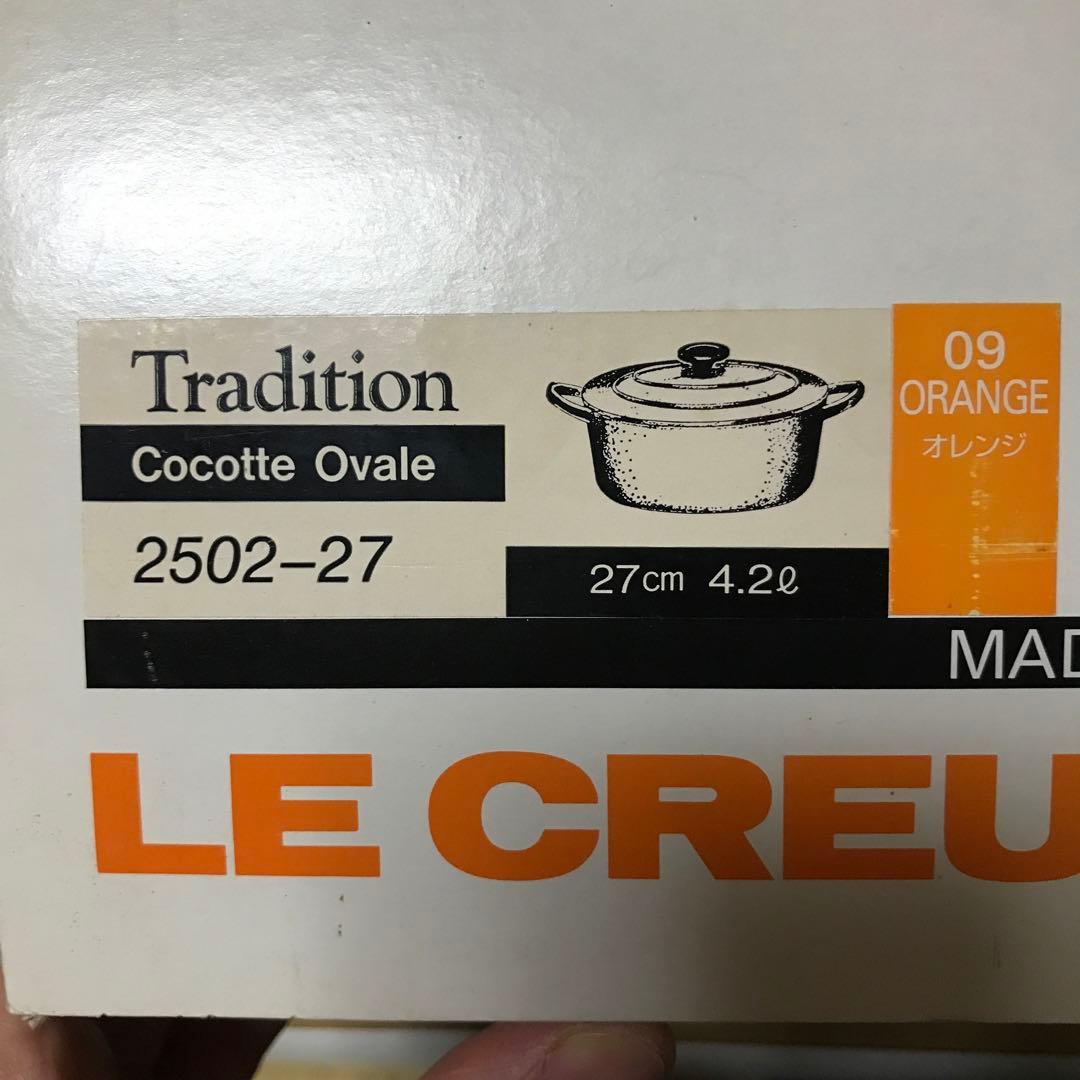 Tradition
Cocotte Ovale
2502-27
27cm 4.2ℓ
09
ORANGE
オレンジ
MAD
LE CREU